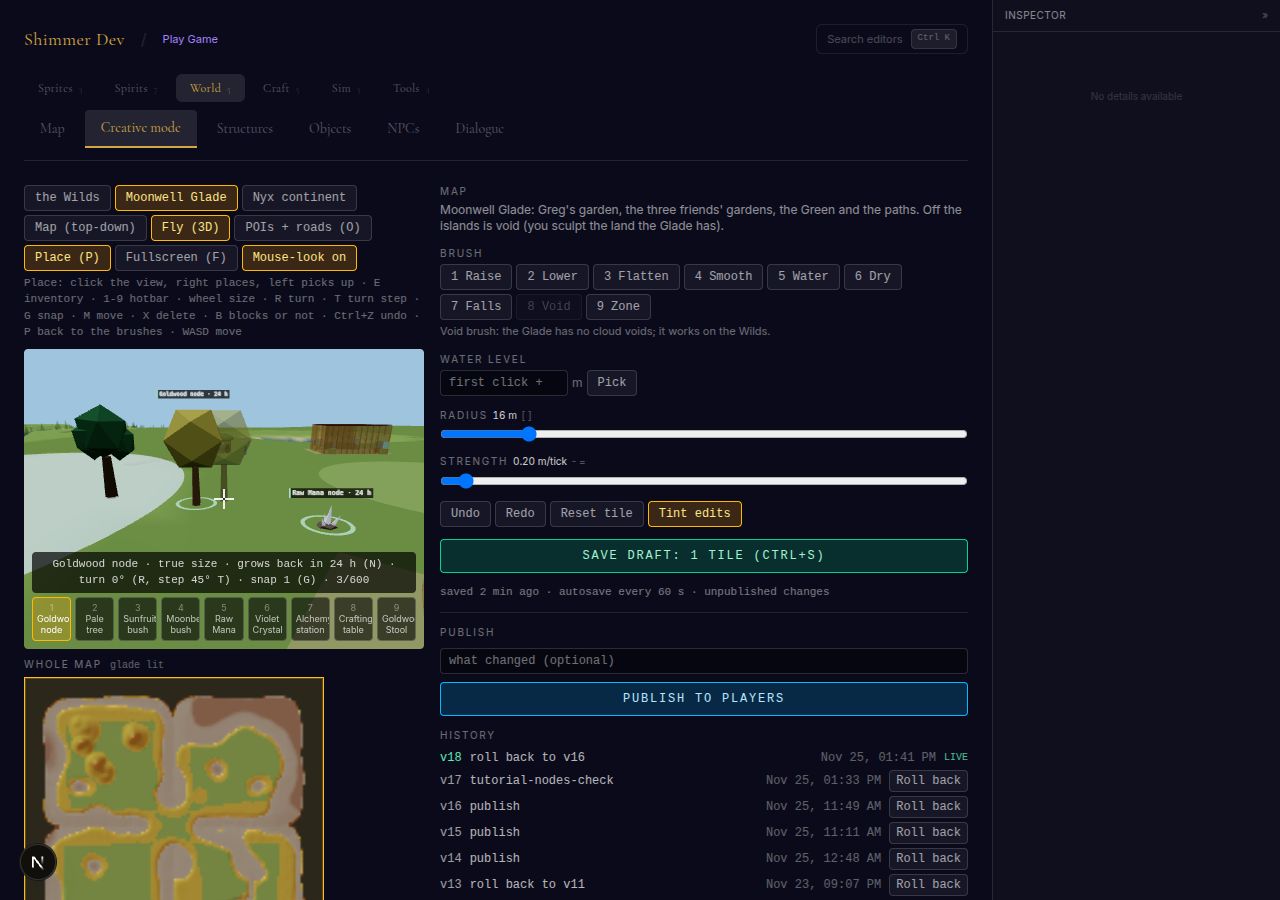 Shimmer Dev / Play Game
Search editors Ctrl K
INSPECTOR »
No details available
Sprites Spirits World Craft Sim Tools
Map Creative mode Structures Objects NPCs Dialogue
the Wilds Moonwell Glade Nyx continent
Map (top-down) Fly (3D) POIs + roads (O)
Place (P) Fullscreen (F) Mouse-look on
Place: click the view, right places, left picks up · E
inventory · 1-9 hotbar · wheel size · R turn · T turn step ·
G snap · M move · X delete · B blocks or not · Ctrl+Z undo ·
P back to the brushes · WASD move
Goldwood node · 24 h
Raw Mana node · 24 h
Goldwood node · true size · grows back in 24 h (N) ·
turn 0° (R, step 45° T) · snap 1 (G) · 3/600
1 2 3 4 5 6 7 8 9
Goldwo Pale Sunfruit Moonbe Raw Violet Alchemy Crafting Goldwo
node tree bush bush Mana Crystal station table Stool
WHOLE MAP glade lit
N
MAP
Moonwell Glade: Greg's garden, the three friends' gardens, the Green and the paths. Off the
islands is void (you sculpt the land the Glade has).
BRUSH
1 Raise 2 Lower 3 Flatten 4 Smooth 5 Water 6 Dry
7 Falls 8 Void 9 Zone
Void brush: the Glade has no cloud voids; it works on the Wilds.
WATER LEVEL
first click + m Pick
RADIUS 16 m [ ]
STRENGTH 0.20 m/tick - =
Undo Redo Reset tile Tint edits
SAVE DRAFT: 1 TILE (CTRL+S)
saved 2 min ago · autosave every 60 s · unpublished changes
PUBLISH
what changed (optional)
PUBLISH TO PLAYERS
HISTORY
v18 roll back to v16 Nov 25, 01:41 PM LIVE
v17 tutorial-nodes-check Nov 25, 01:33 PM Roll back
v16 publish Nov 25, 11:49 AM Roll back
v15 publish Nov 25, 11:11 AM Roll back
v14 publish Nov 25, 12:48 AM Roll back
v13 roll back to v11 Nov 23, 09:07 PM Roll back